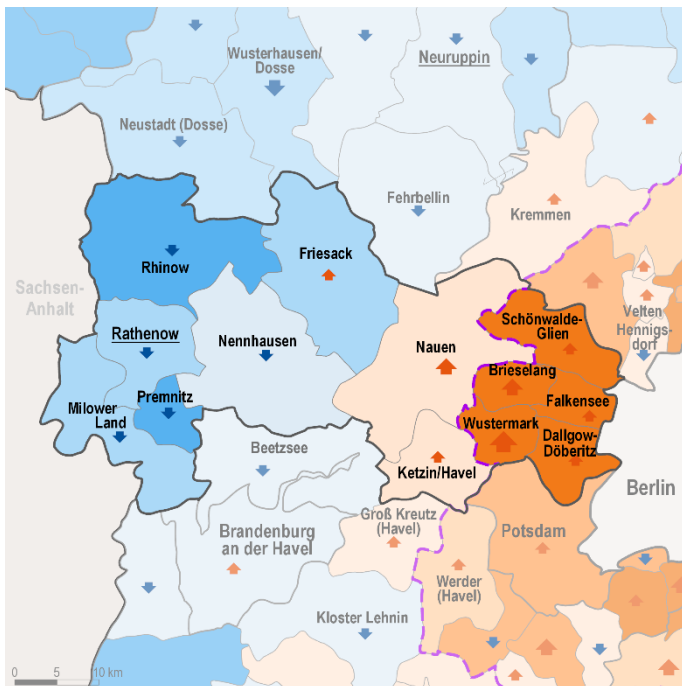 Wusterhausen/
Dosse
Neuruppin
Neustadt (Dosse)
Fehrbellin
Kremmen
Friesack
Rhinow
Sachsen-
Anhalt
Velten
Hennigs-
dorf
Schönwalde-
Glien
Rathenow
Nennhausen
Nauen
Brieselang
Premnitz
Falkensee
Milower
Land
Wustermark
Dallgow-
Döberitz
Beetzsee
Ketzin/Havel
Berlin
Groß Kreutz
(Havel)
Brandenburg
an der Havel
Potsdam
Werder
(Havel)
Kloster Lehnin
0 5 10 km